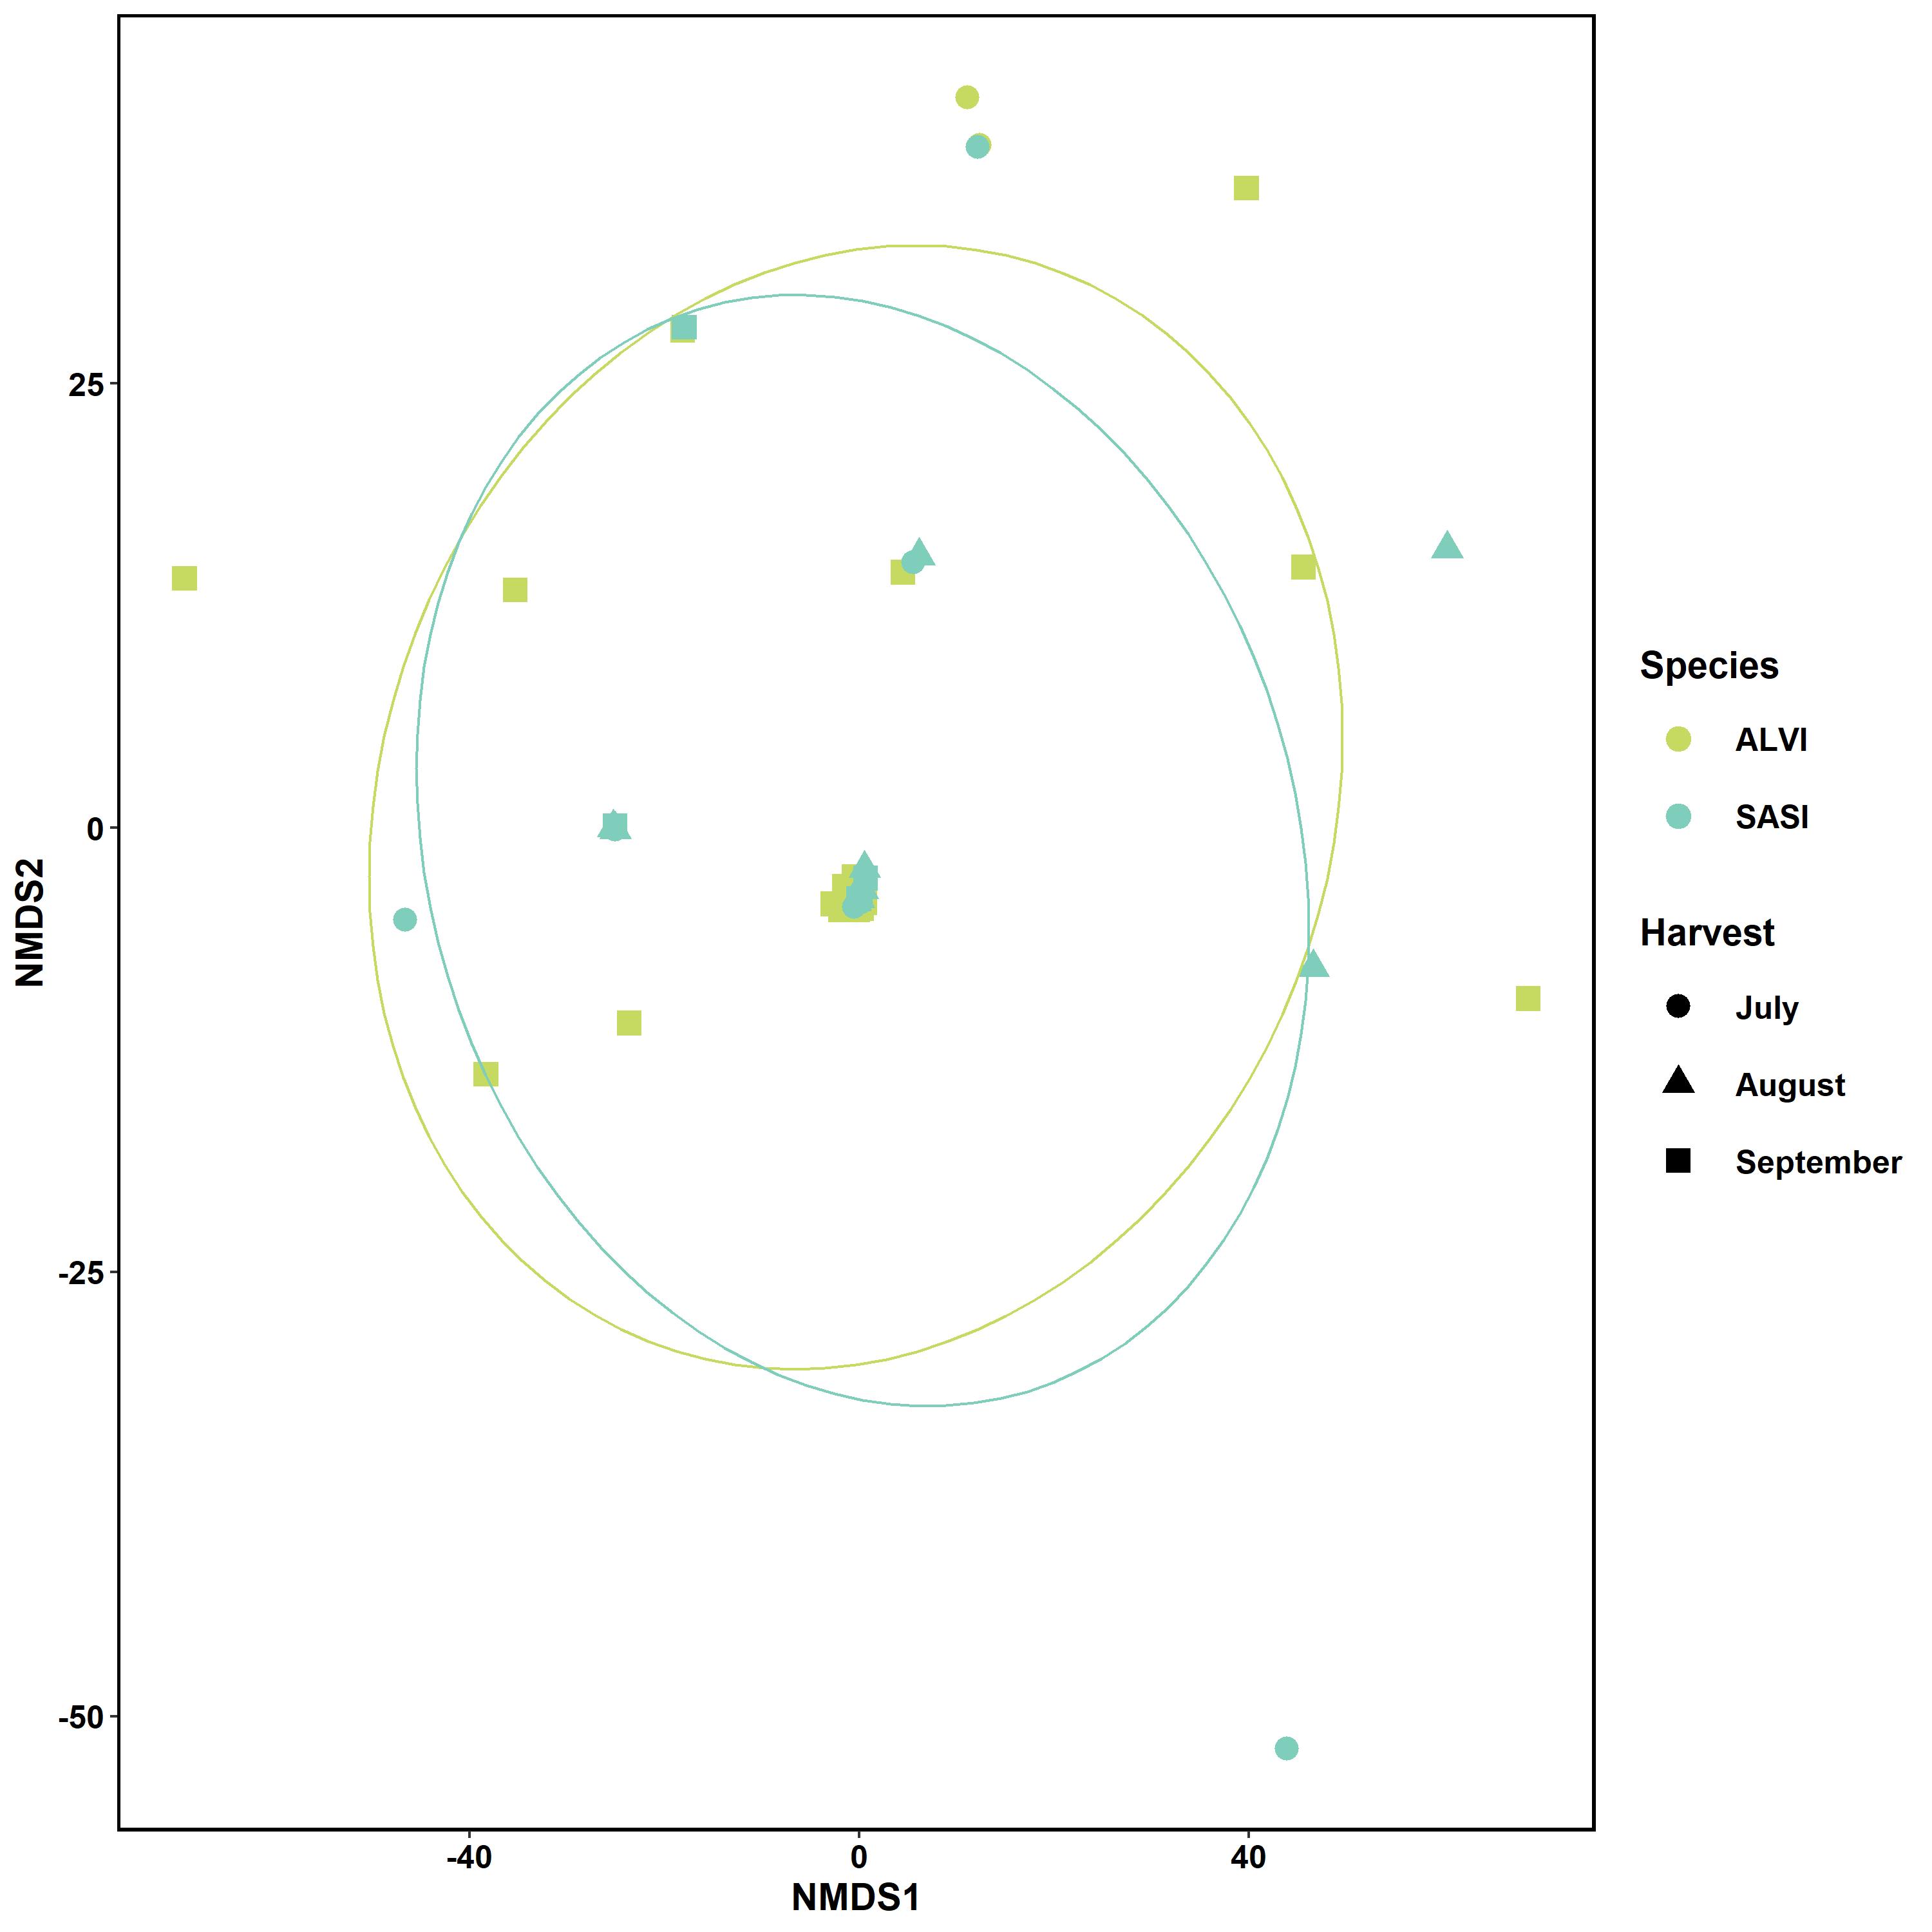 NMDS2
25
0
-25
-50
-40
0
40
NMDS1
Species
ALVI
SASI
Harvest
July
August
September